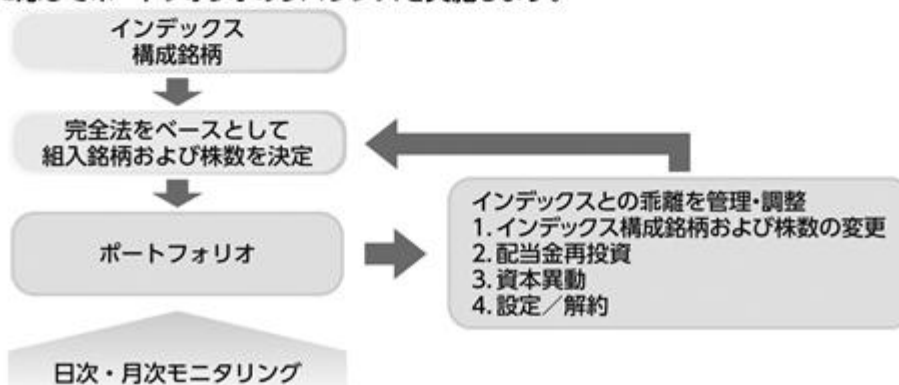 インデックス
構成銘柄
完全法をベースとして
組入銘柄および株数を決定
ポートフォリオ
インデックスとの乖離を管理・調整
1. インデックス構成銘柄および株数の変更
2. 配当金再投資
3. 資本異動
4. 設定／解約
日次・月次モニタリング